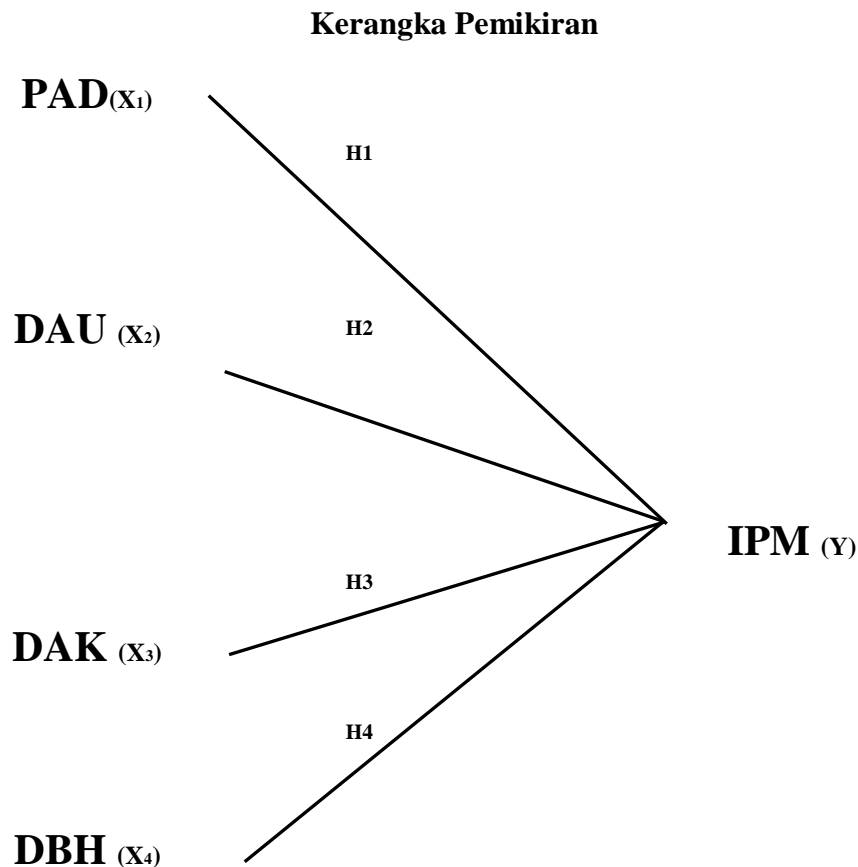 Kerangka Pemikiran
PAD(X1)
H1
DAU (X2)
H2
IPM (Y)
H3
DAK (X3)
H4
DBH (X4)